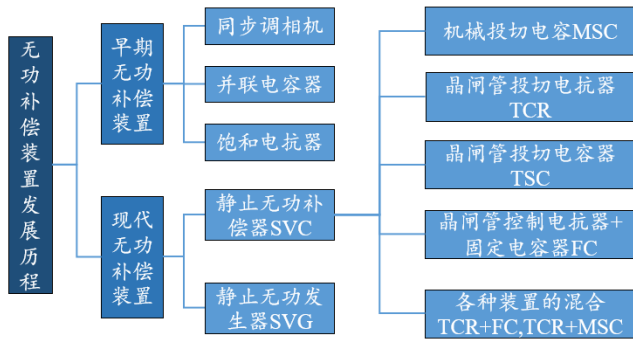 无功补偿装置发展历程
早期
无功
补偿
装置
现代
无功
补偿
装置
同步调相机
并联电容器
饱和电抗器
静止无功补
偿器SVC
静止无功发
生器SVG
机械投切电容MSC
晶闸管投切电抗器
TCR
晶闸管投切电容器
TSC
晶闸管控制电抗器+
固定电容器FC
各种装置的混合
TCR+FC,TCR+MSC